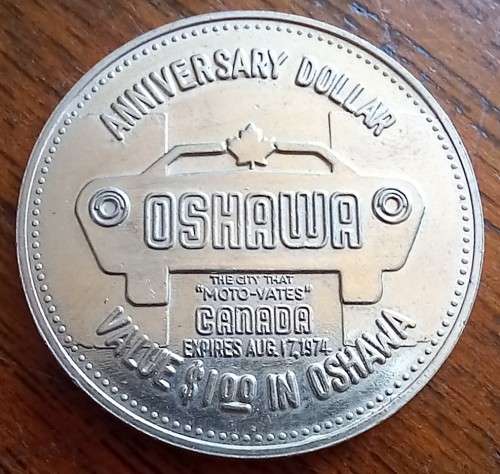 ANNIVERSARY DOLLAR
OSHAWA
THE CITY THAT
"MOTO-VATES"
CANADA
EXPIRES AUG. 17, 1974
VALUE $1.00 IN OSHAWA